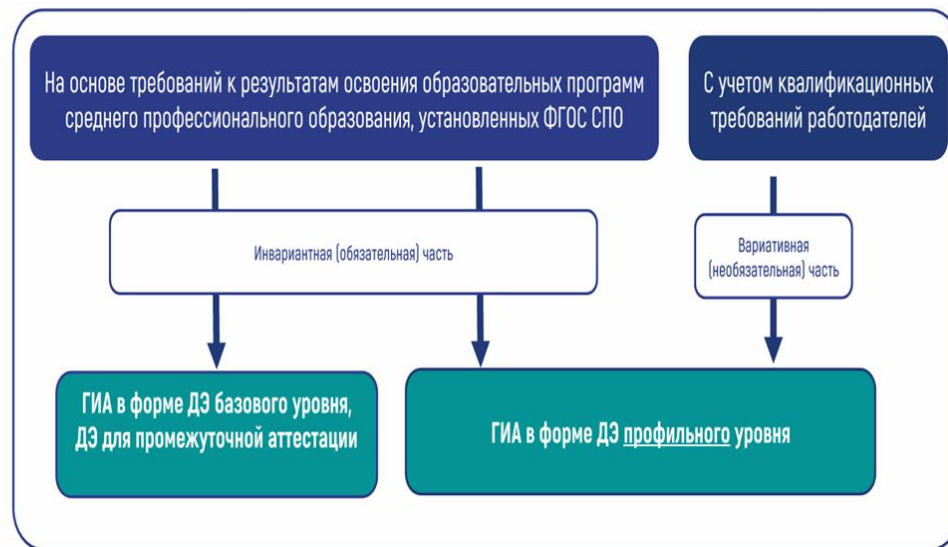 На основе требований к результатам освоения образовательных программ
среднего профессионального образования, установленных ФГОС СПО
С учетом квалификационных
требований работодателей
Инвариантная (обязательная) часть
Вариативная
(необязательная) часть
ГИА в форме ДЭ базового уровня,
ДЭ для промежуточной аттестации
ГИА в форме ДЭ профильного уровня